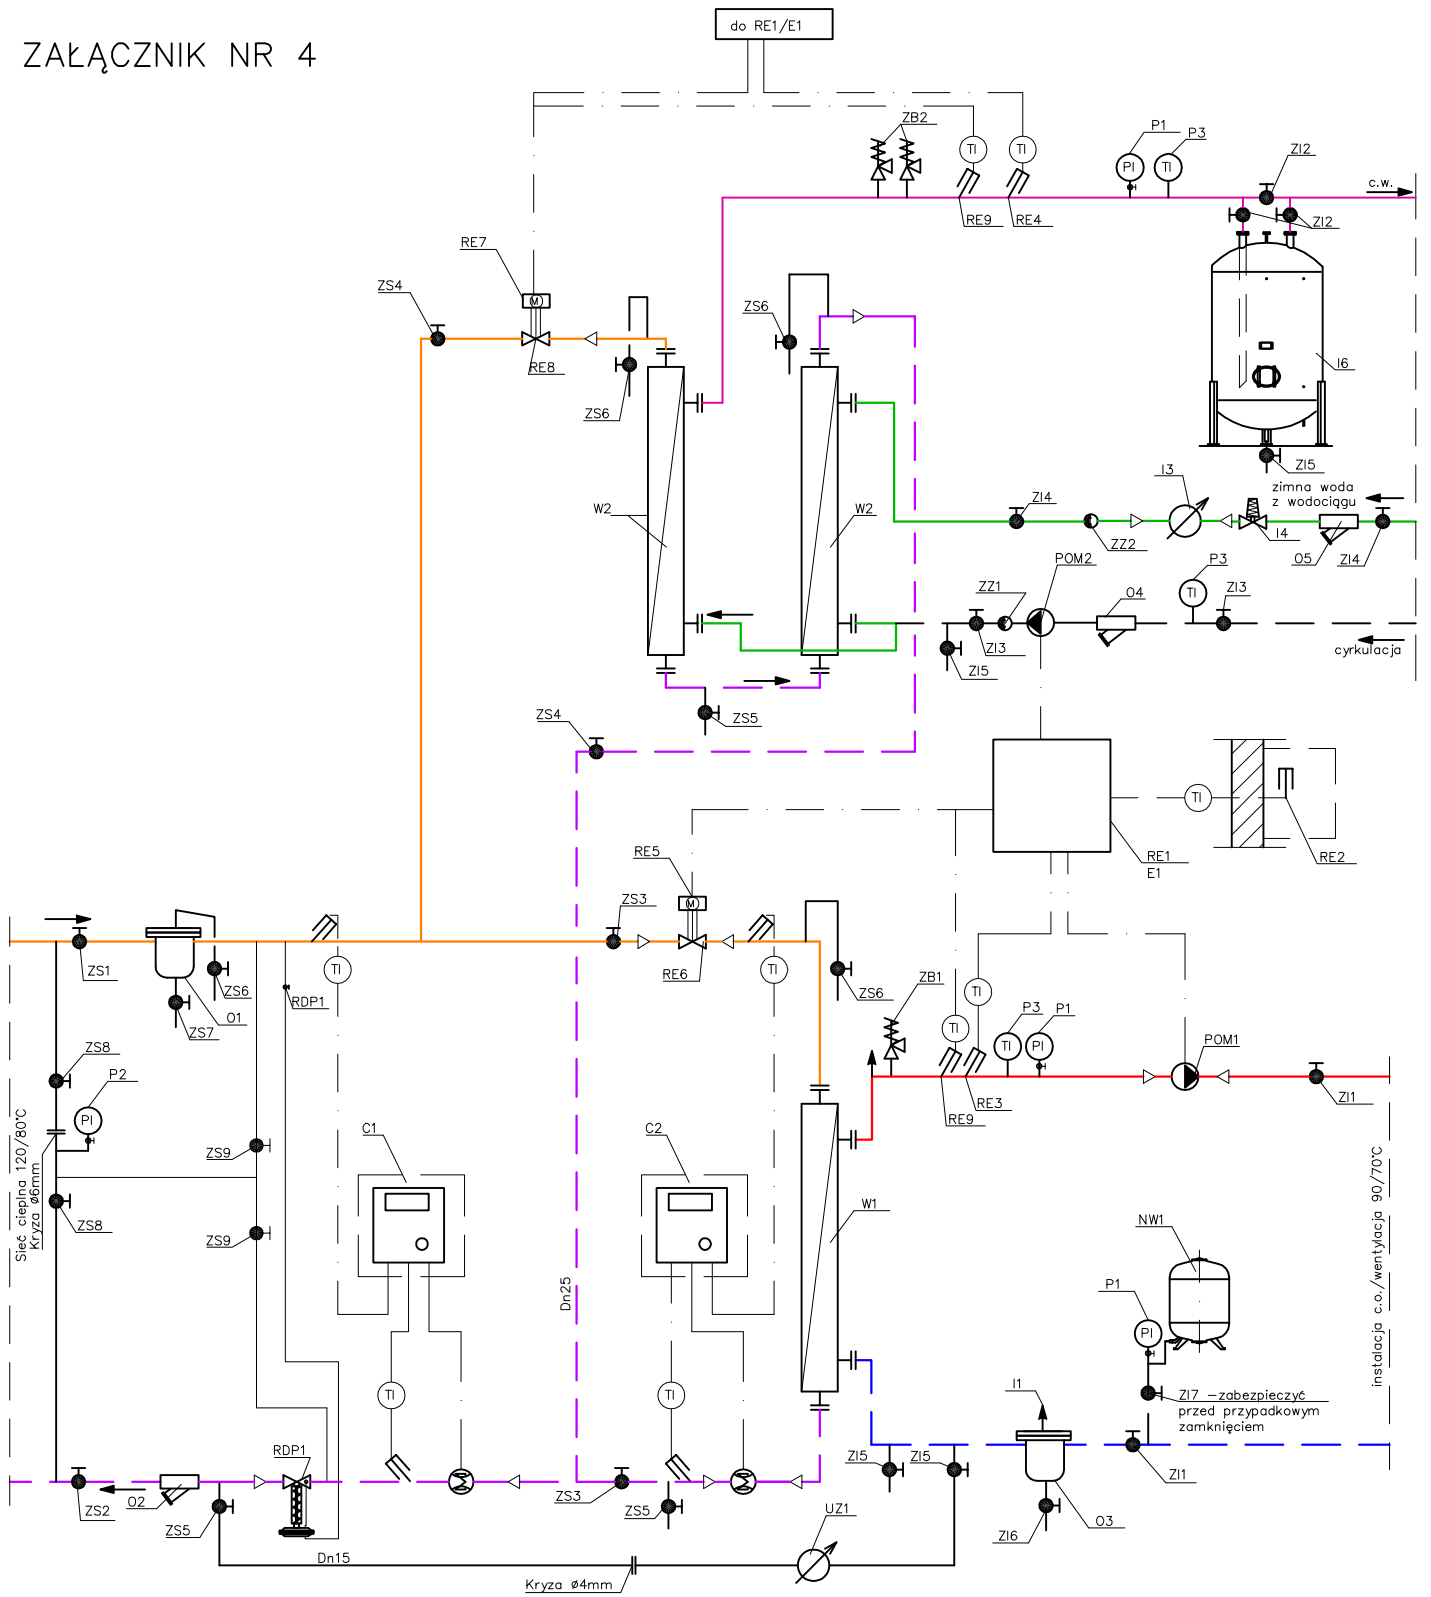 do RE1/E1
ZAŁĄCZNIK NR 4
ZB2
TI
TI
P1
P3
PI
TI
ZI2
c.w.
RE9
RE4
ZI2
RE7
M
ZS4
ZS6
RE8
ZS6
I6
W2
W2
ZI5
zimna woda
z wodociągu
I3
ZI4
ZZ2
I4
O5
ZI4
POM2
P3
TI
ZZ1
O4
ZI3
ZI3
ZI5
cyrkulacja
ZS4
ZS5
TI
RE1
E1
RE2
RE5
M
ZS3
RE6
ZS1
ZS6
O1
ZS7
TI
RDP1
TI
ZS6
ZB1
TI
TI
P3
P1
TI
PI
POM1
RE3
RE9
ZI1
ZS8
P2
PI
ZS9
ZS8
ZS9
Sieć cieplna 120/80°C
Kryza Ø6mm
C1
C2
W1
Dn25
NW1
P1
PI
instalacja c.o./wentylacja 90/70°C
ZI7 –zabezpieczyć
przed przypadkowym
zamknięciem
TI
TI
I1
RDP1
ZS2
O2
ZS5
ZS3
ZS5
ZI5
ZI5
ZI1
ZI6
O3
UZ1
Dn15
Kryza Ø4mm